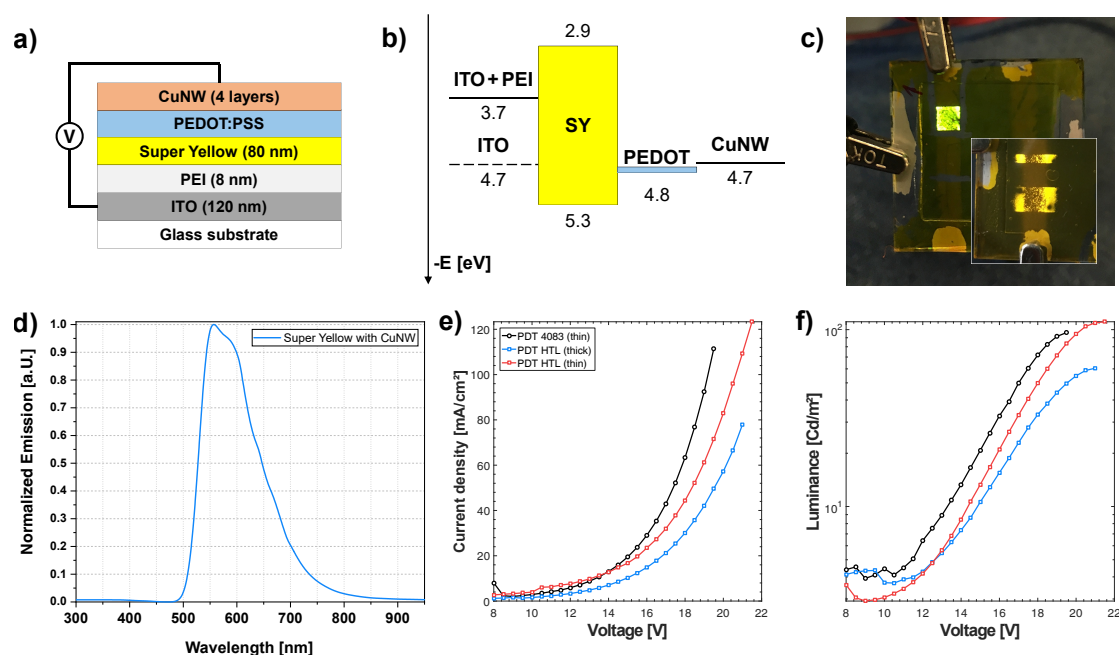 a)
V
CuNW (4 layers)
PEDOT:PSS
Super Yellow (80 nm)
PEI (8 nm)
ITO (120 nm)
Glass substrate
b)
2.9
ITO + PEI
3.7
SY
ITO
4.7
PEDOT
4.8
CuNW
4.7
5.3
-E [eV]
c)
d)
Normalized Emission [a.U.]
1.0
0.9
0.8
0.7
0.6
0.5
0.4
0.3
0.2
0.1
0.0
Super Yellow with CuNW
300 400 500 600 700 800 900
Wavelength [nm]
e)
Current density [mA/cm²]
120
100
80
60
40
20
0
PDT 4083 (thin)
PDT HTL (thick)
PDT HTL (thin)
8 10 12 14 16 18 20 22
Voltage [V]
f)
Luminance [Cd/m²]
10²
10¹
8 10 12 14 16 18 20 22
Voltage [V]